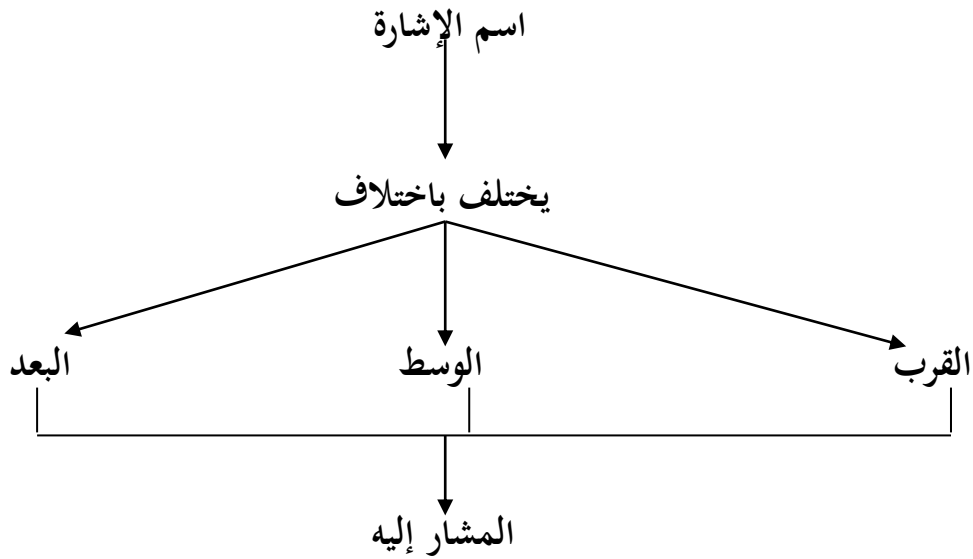 اسم الإشارة
يختلف باختلاف
القرب الوسط البعد
المشار إليه